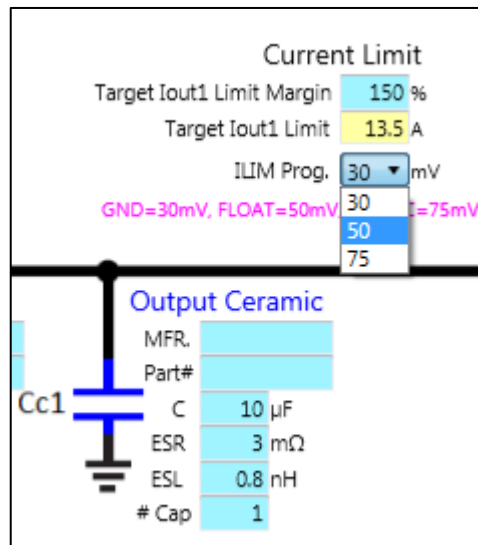 Current Limit
Target Iout1 Limit Margin 150 %
Target Iout1 Limit 13.5 A
ILIM Prog. 30 mV
30
GND=30mV, FLOAT=50mV, =75mV
50
75
Output Ceramic
MFR.
Part#
Cc1
C 10 µF
ESR 3 mΩ
ESL 0.8 nH
# Cap 1